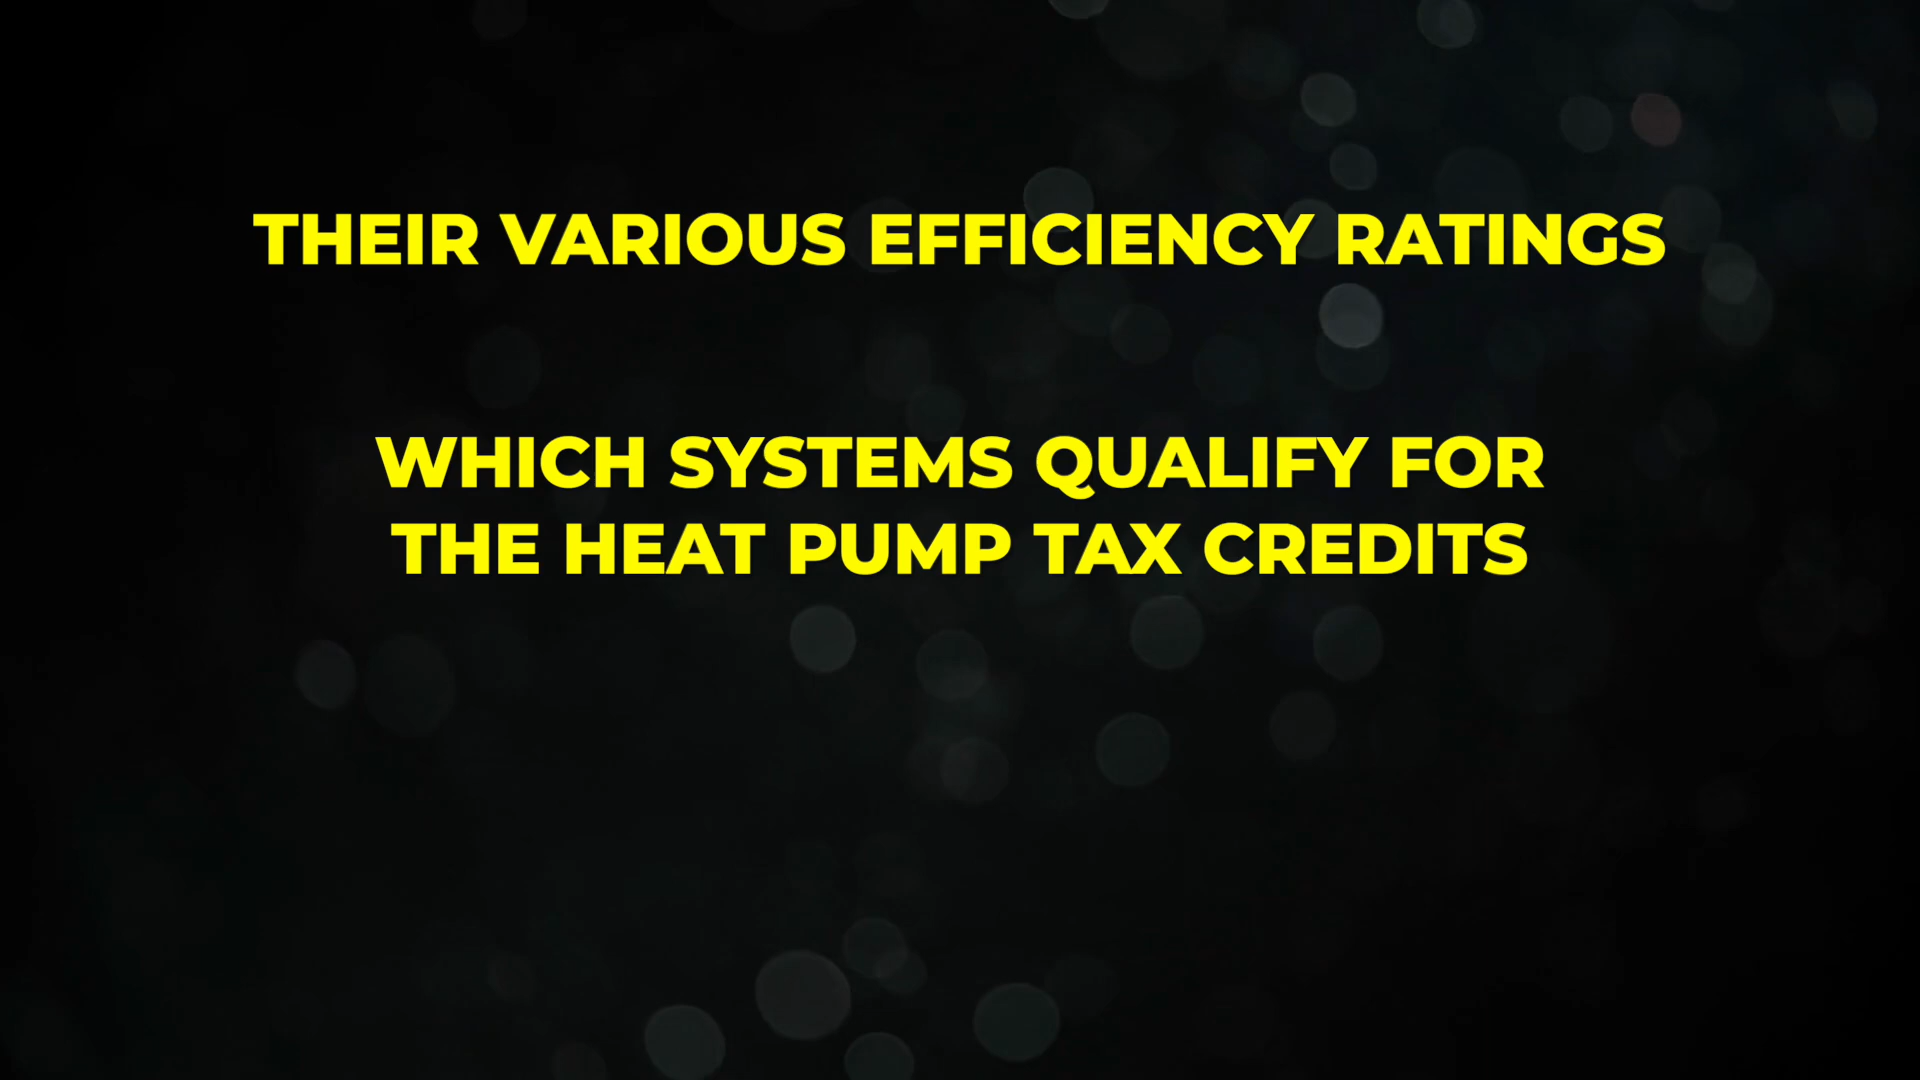 THEIR VARIOUS EFFICIENCY RATINGS
WHICH SYSTEMS QUALIFY FOR
THE HEAT PUMP TAX CREDITS